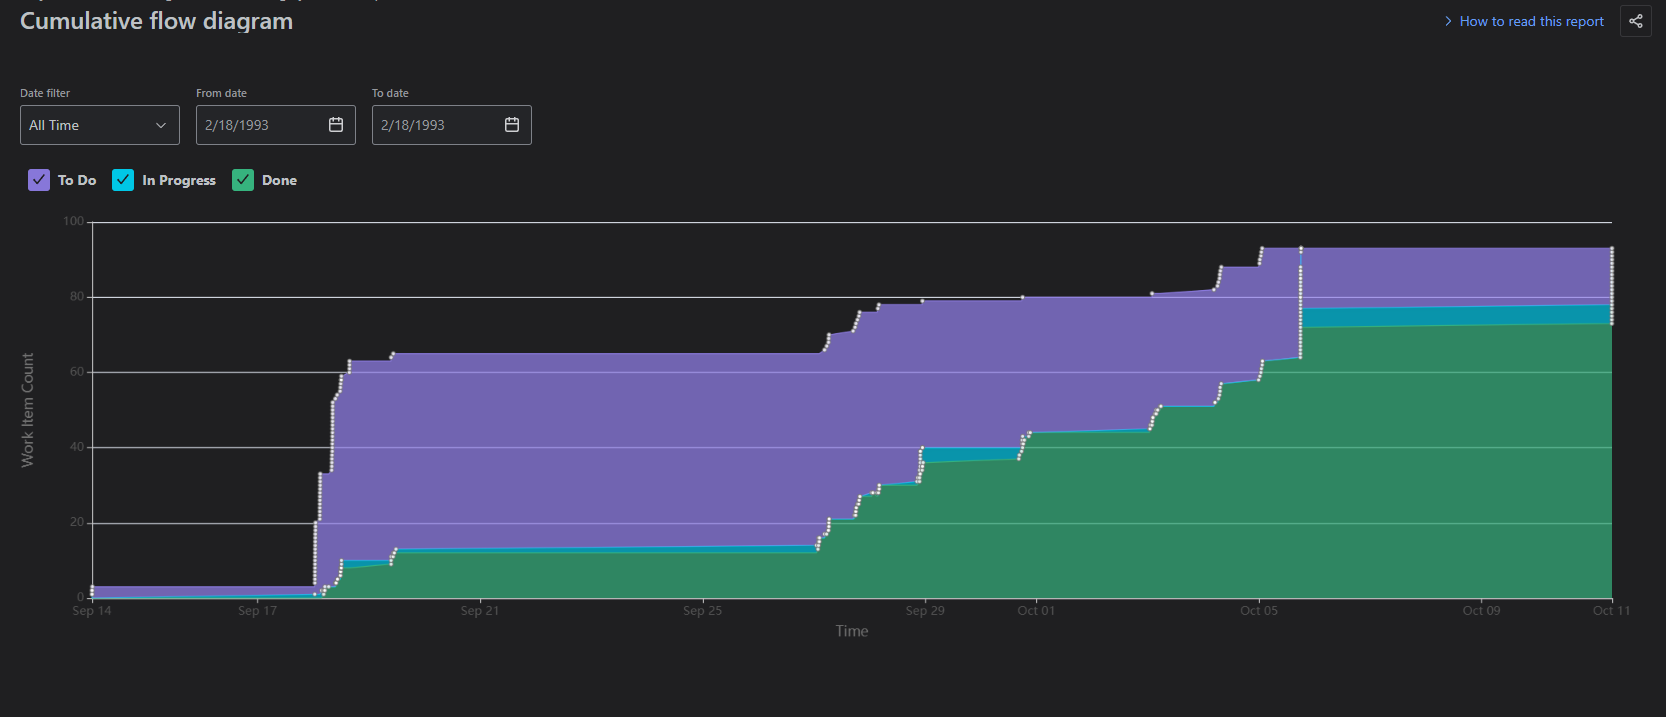 Cumulative flow diagram
How to read this report
Date filter
From date
To date
All Time
2/18/1993
2/18/1993
To Do
In Progress
Done
100
80
60
40
20
0
Work Item Count
Sep 14
Sep 17
Sep 21
Sep 25
Sep 29
Oct 01
Oct 05
Oct 09
Oct 11
Time